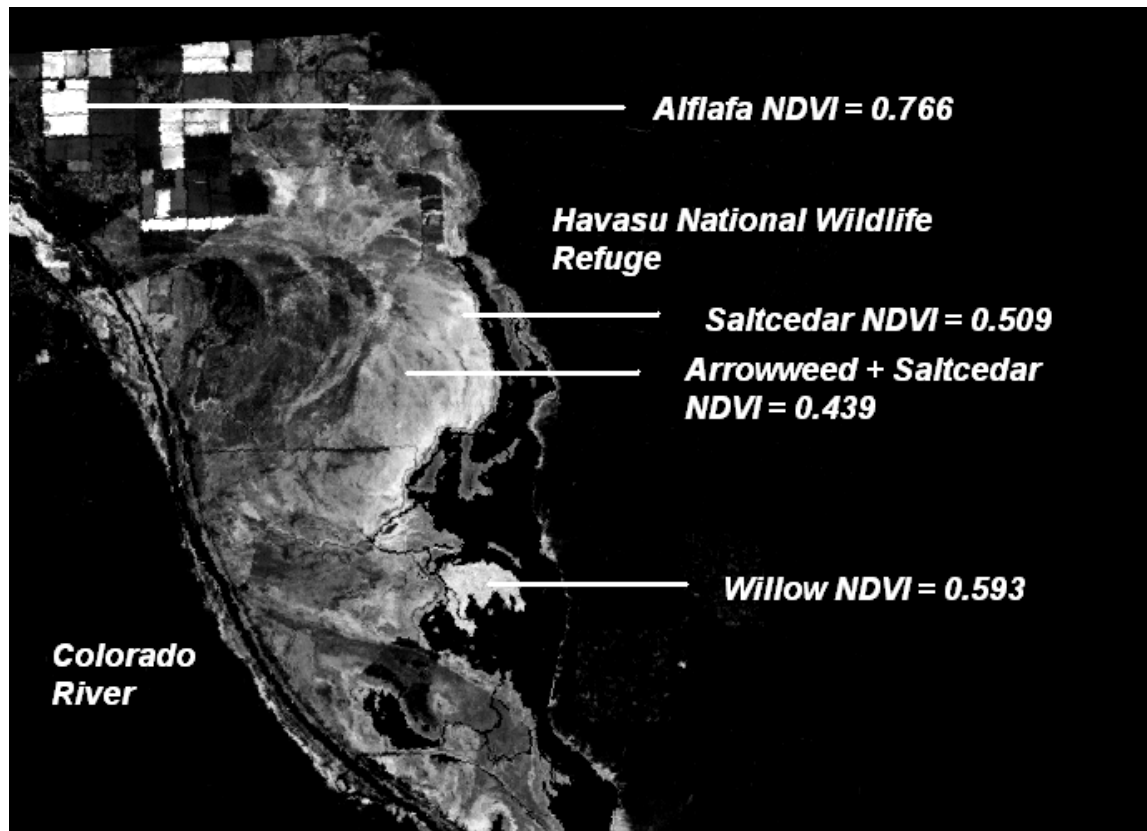 Alflafa NDVI = 0.766
Havasu National Wildlife
Refuge
Saltcedar NDVI = 0.509
Arrowweed + Saltcedar
NDVI = 0.439
Willow NDVI = 0.593
Colorado
River